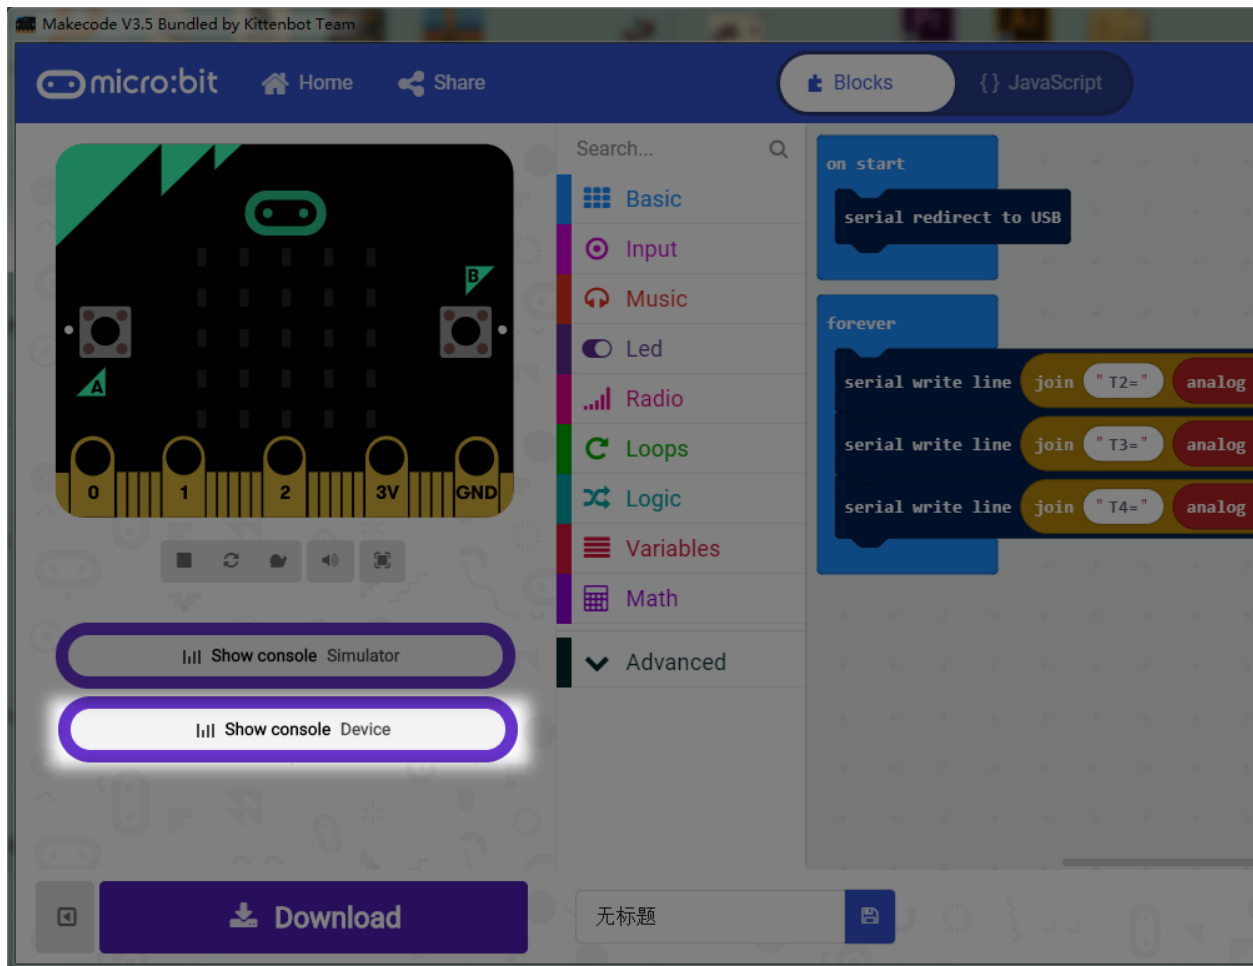 Makecode V3.5 Bundled by Kittenbot Team
micro:bit Home Share Blocks {} JavaScript
B
A
0 1 2 3V GND
Show console Simulator
Show console Device
Download
Search...
Basic
Input
Music
Led
Radio
Loops
Logic
Variables
Math
Advanced
无标题
on start
serial redirect to USB
forever
serial write line join "T2=" analog
serial write line join "T3=" analog
serial write line join "T4=" analog